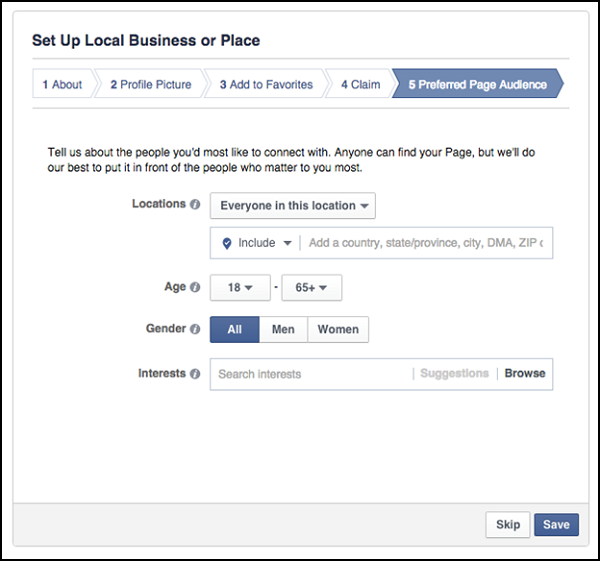 Set Up Local Business or Place
1 About 2 Profile Picture 3 Add to Favorites 4 Claim 5 Preferred Page Audience
Tell us about the people you'd most like to connect with. Anyone can find your Page, but we'll do
our best to put it in front of the people who matter to you most.
Locations i Everyone in this location
Include Add a country, state/province, city, DMA, ZIP c
Age i 18 - 65+
Gender i All Men Women
Interests i Search interests | Suggestions | Browse
Skip Save